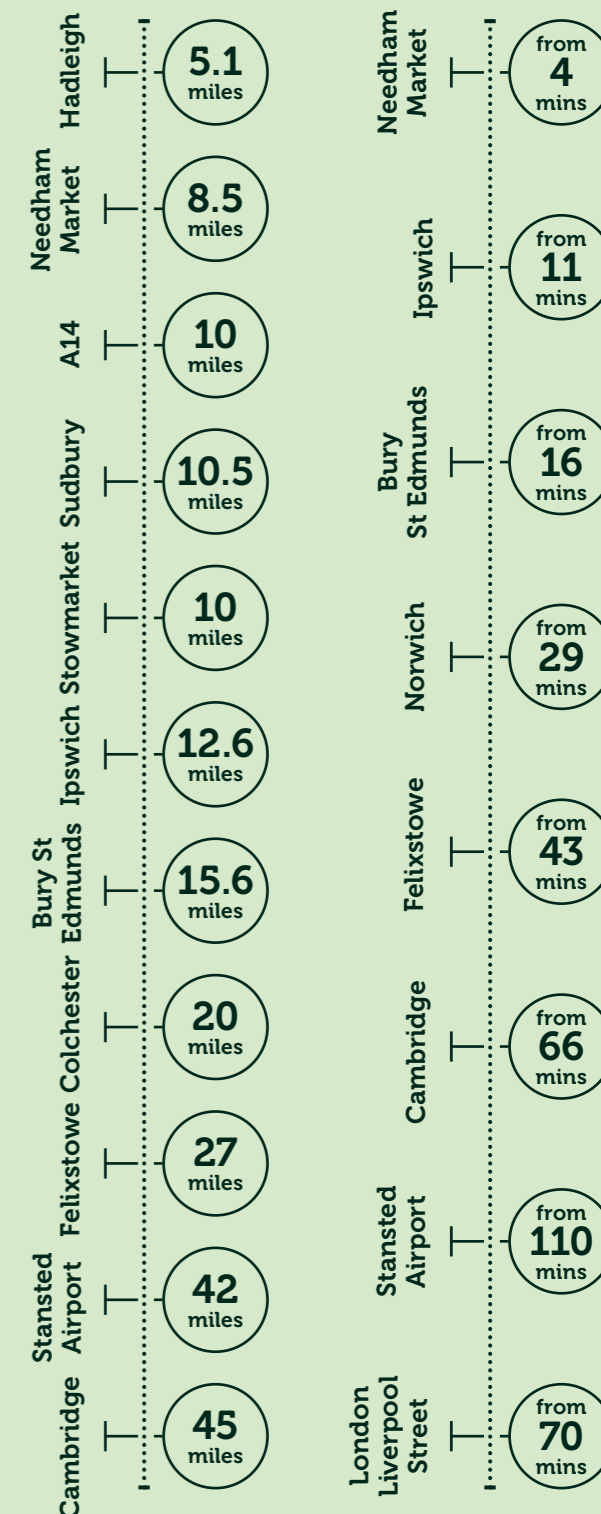 Hadleigh
5.1
miles
Needham
Market
8.5
miles
A14
10
miles
Sudbury
10.5
miles
Stowmarket
10
miles
Ipswich
12.6
miles
Bury St
Edmunds
15.6
miles
Colchester
20
miles
Felixstowe
27
miles
Stansted
Airport
42
miles
Cambridge
45
miles
Needham
Market
from
4
mins
Ipswich
from
11
mins
Bury
St Edmunds
from
16
mins
Norwich
from
29
mins
Felixstowe
from
43
mins
Cambridge
from
66
mins
Stansted
Airport
from
110
mins
London
Liverpool
Street
from
70
mins